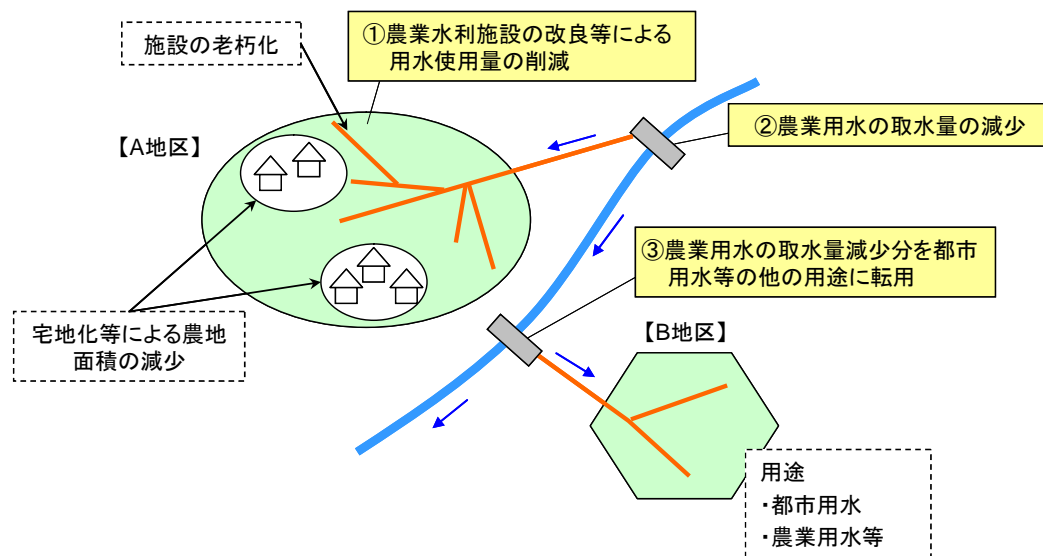 施設の老朽化
①農業水利施設の改良等による
用水使用量の削減
【A地区】
②農業用水の取水量の減少
③農業用水の取水量減少分を都市
用水等の他の用途に転用
宅地化等による農地
面積の減少
【B地区】
用途
・都市用水
・農業用水等